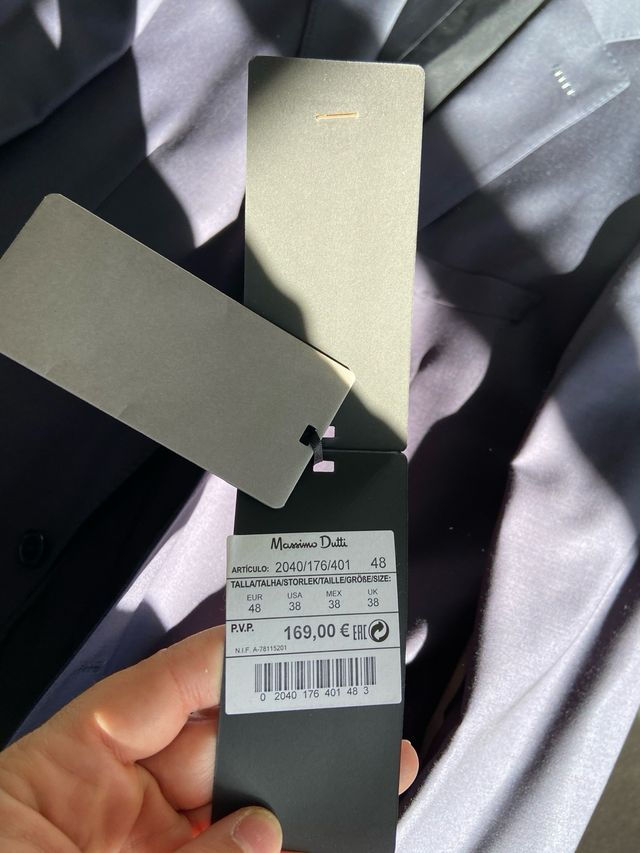 Massimo Dutti
ARTÍCULO: 2040/176/401 48
TALLA/TALHA/STORLEK/TAILLE/GRÖßE/SIZE:
EUR USA MEX UK
48 38 38 38
P.V.P. 169,00 € EAC
N.I.F. A-78115201
0 2040 176 401 48 3